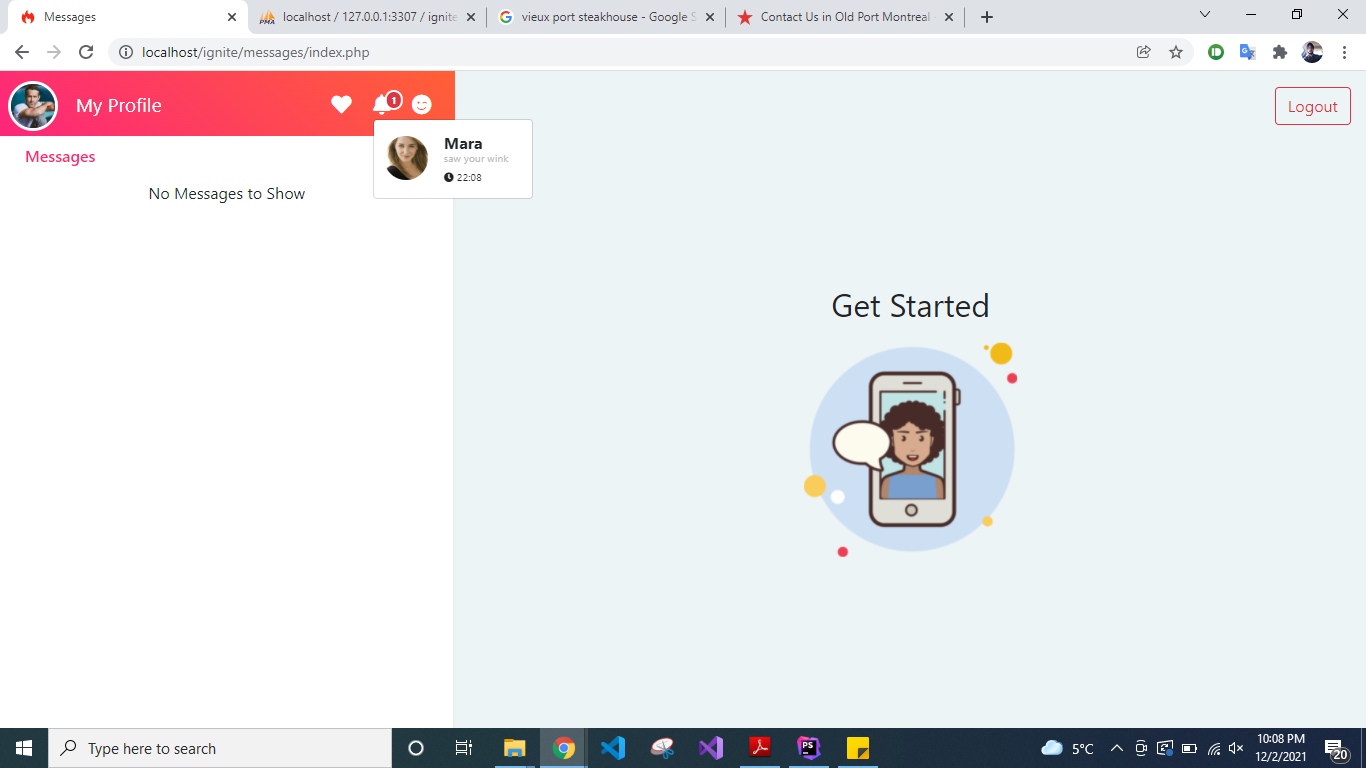 Messages
localhost / 127.0.0.1:3307 / ignite
vieux port steakhouse - Google S
Contact Us in Old Port Montreal
localhost/ignite/messages/index.php
My Profile
1
Logout
Messages
Mara
saw your wink
22:08
No Messages to Show
Get Started
Type here to search
5°C
10:08 PM
12/2/2021
20
PMA
PS